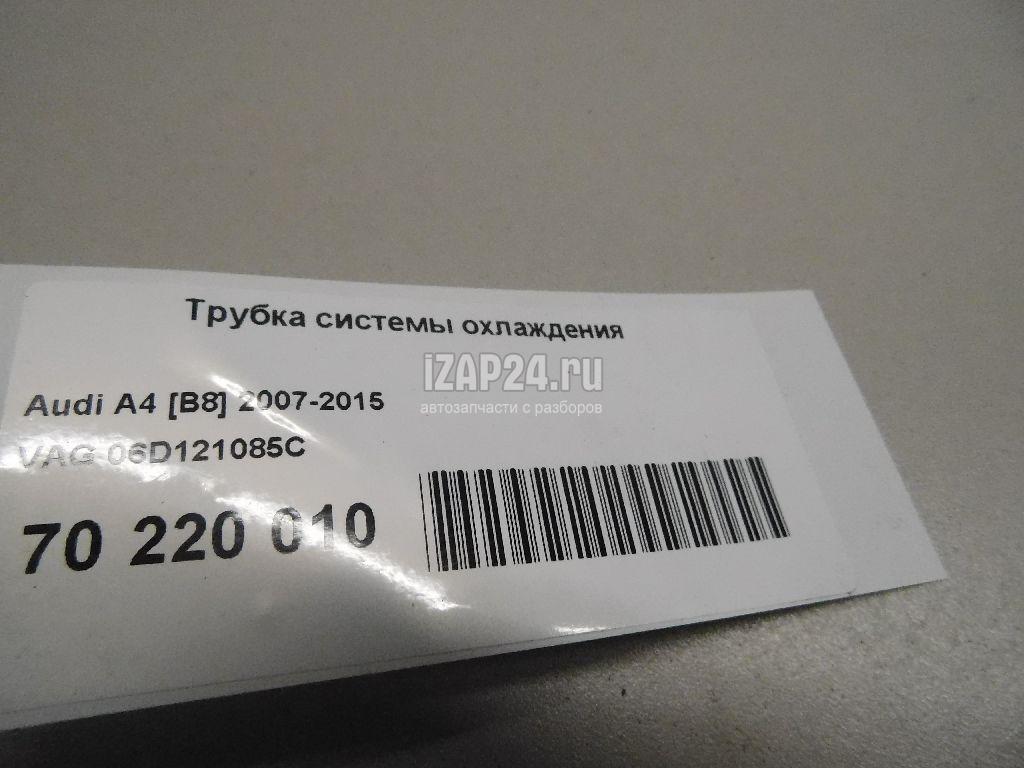 Трубка системы охлаждения
iZAP24.ru
автозапчасти с разборов
Audi A4 [B8] 2007-2015
VAG 06D121085C
70 220 010